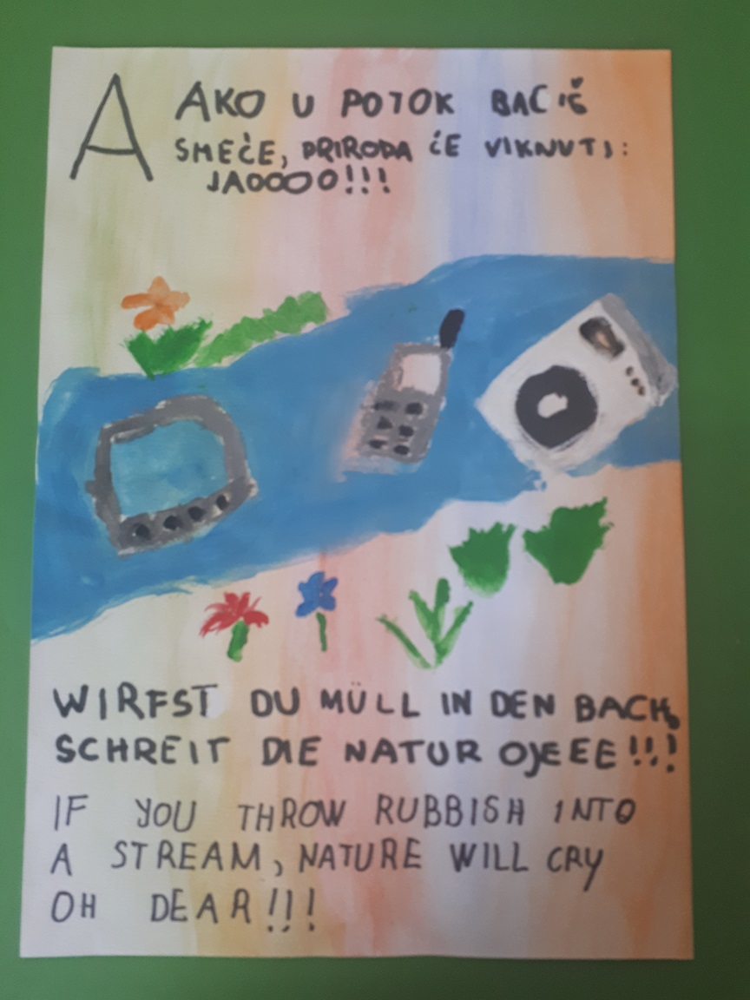 A
AKO U POTOK BACIŠ
SMEĆE, PRIRODA ĆE VIKNUTI:
JAOOOO!!!
WIRFST DU MÜLL IN DEN BACH,
SCHREIT DIE NATUR OJEEE!!!
IF YOU THROW RUBBISH INTO
A STREAM, NATURE WILL CRY
OH DEAR!!!